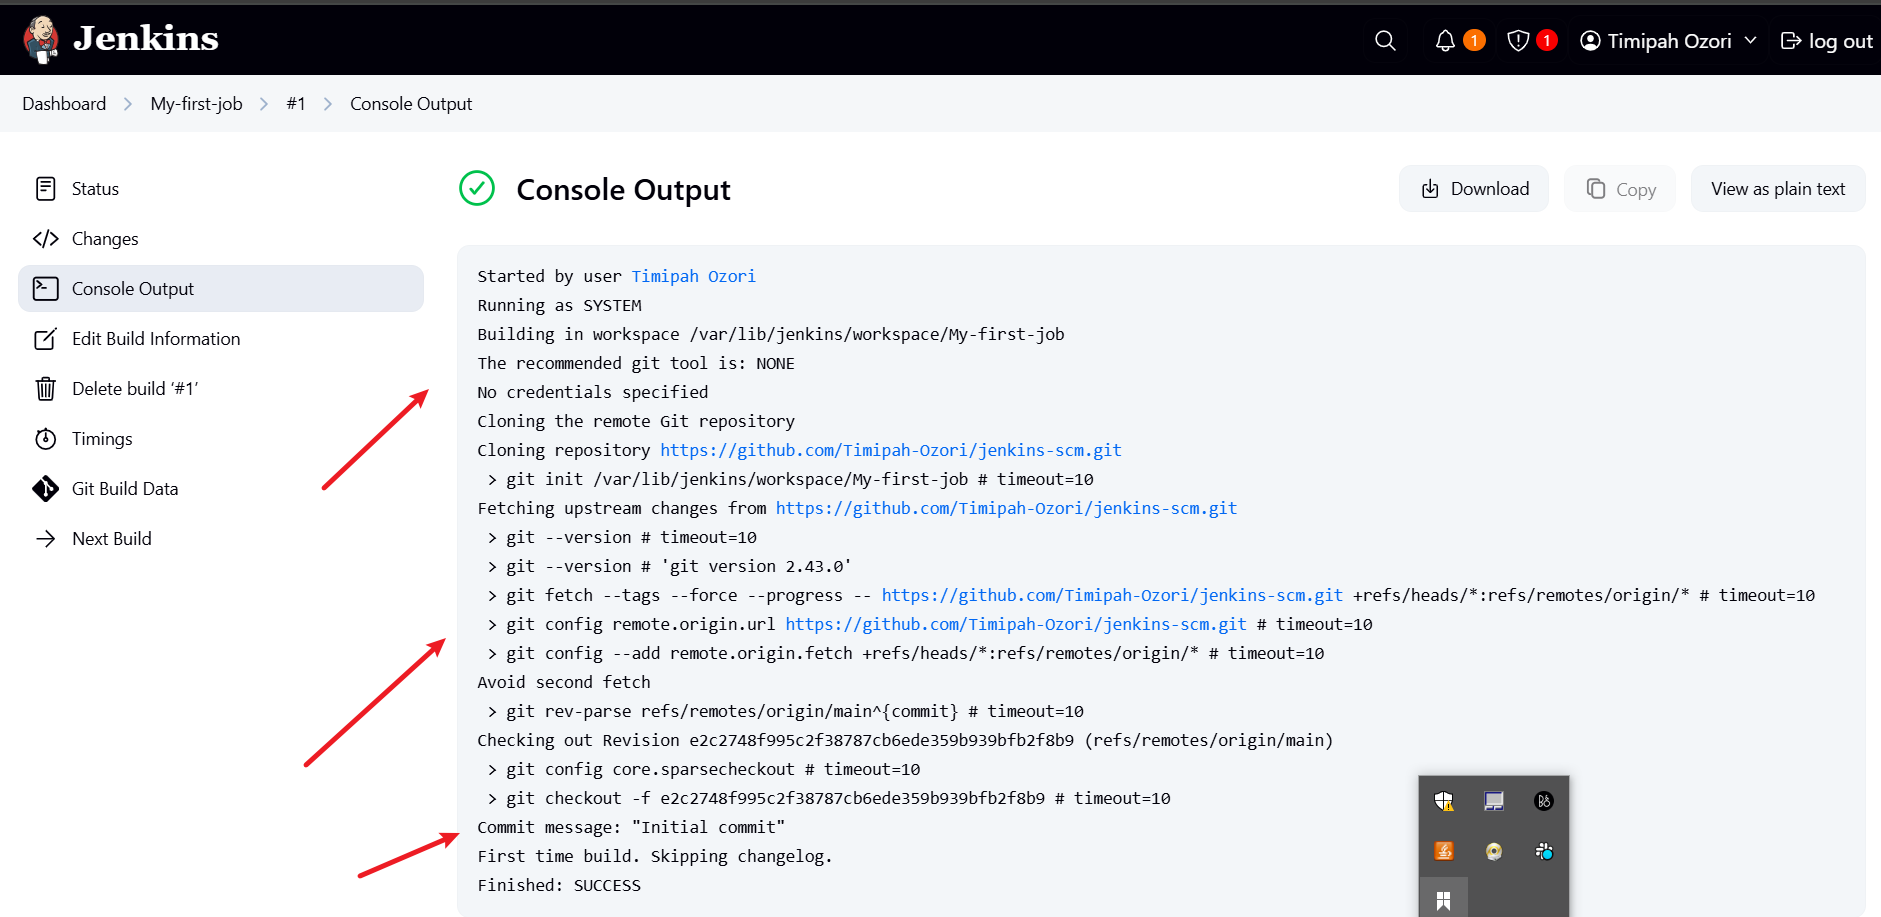 Jenkins
1
1
Timipah Ozori
log out
Dashboard > My-first-job > #1 > Console Output
Status
Changes
Console Output
Edit Build Information
Delete build ‘#1’
Timings
Git Build Data
Next Build
Console Output
Download
Copy
View as plain text
Started by user Timipah Ozori
Running as SYSTEM
Building in workspace /var/lib/jenkins/workspace/My-first-job
The recommended git tool is: NONE
No credentials specified
Cloning the remote Git repository
Cloning repository https://github.com/Timipah-Ozori/jenkins-scm.git
> git init /var/lib/jenkins/workspace/My-first-job # timeout=10
Fetching upstream changes from https://github.com/Timipah-Ozori/jenkins-scm.git
> git --version # timeout=10
> git --version # 'git version 2.43.0'
> git fetch --tags --force --progress -- https://github.com/Timipah-Ozori/jenkins-scm.git +refs/heads/*:refs/remotes/origin/* # timeout=10
> git config remote.origin.url https://github.com/Timipah-Ozori/jenkins-scm.git # timeout=10
> git config --add remote.origin.fetch +refs/heads/*:refs/remotes/origin/* # timeout=10
Avoid second fetch
> git rev-parse refs/remotes/origin/main^{commit} # timeout=10
Checking out Revision e2c2748f995c2f38787cb6ede359b939bfb2f8b9 (refs/remotes/origin/main)
> git config core.sparsecheckout # timeout=10
> git checkout -f e2c2748f995c2f38787cb6ede359b939bfb2f8b9 # timeout=10
Commit message: "Initial commit"
First time build. Skipping changelog.
Finished: SUCCESS